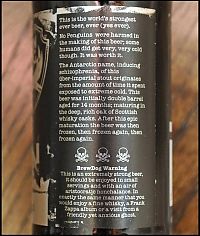 This is the world's strongest
ever beer, ever (yes ever).
No Penguins were harmed in
the making of this beer; some
humans did get very, very cold
though. It was worth it.
The Antarctic name, inducing
schizophrenia, of this
über-imperial stout originates
from the amount of time it spent
exposed to extreme cold. This
beer was initially double barrel
aged for 14 months; maturing in
the deep, rich oak of Scottish
whisky casks. After this epic
maturation the beer was then
frozen, then frozen again, then
frozen again.
BrewDog Warning
This is an extremely strong beer,
it should be enjoyed in small
servings and with an air of
aristocratic nonchalance. In
exactly the same manner that you
would enjoy a fine whisky, a Frank
Zappa album or a visit from a
friendly yet anxious ghost.